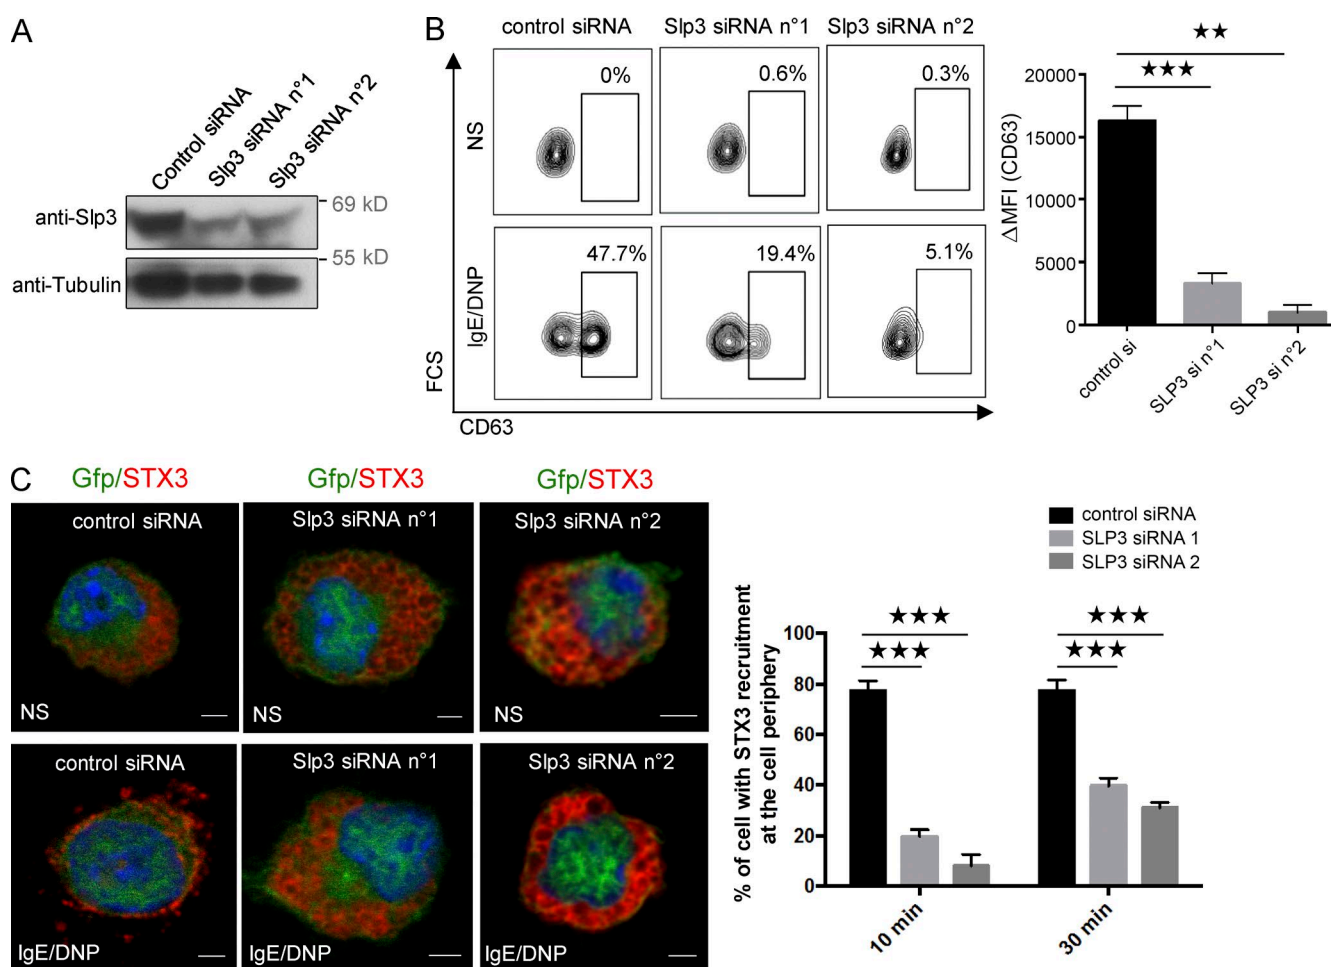 A
Control siRNA
Slp3 siRNA n°1
Slp3 siRNA n°2
anti-Slp3
69 kD
55 kD
anti-Tubulin
B
control siRNA
Slp3 siRNA n°1
Slp3 siRNA n°2
NS
0%
0.6%
0.3%
IgE/DNP
47.7%
19.4%
5.1%
FCS
CD63
★★
★★★
ΔMFI (CD63)
20000
15000
10000
5000
0
control si
SLP3 si n°1
SLP3 si n°2
C
Gfp/STX3
Gfp/STX3
Gfp/STX3
control siRNA
NS
Slp3 siRNA n°1
NS
Slp3 siRNA n°2
NS
control siRNA
IgE/DNP
Slp3 siRNA n°1
IgE/DNP
Slp3 siRNA n°2
IgE/DNP
control siRNA
SLP3 siRNA 1
SLP3 siRNA 2
% of cell with STX3 recruitment
at the cell periphery
100
80
60
40
20
0
★★★
★★★
★★★
★★★
10 min
30 min